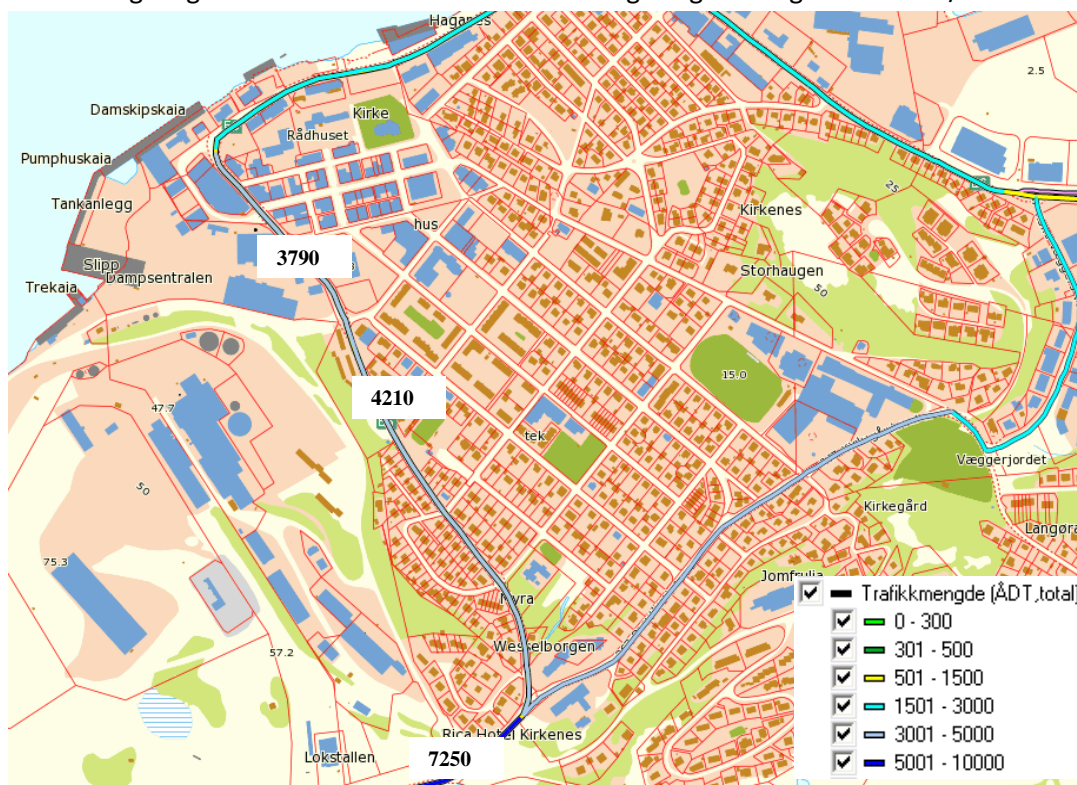 Haganes
2.5
Damskipskaia
Kirke
Rådhuset
Pumphuskaia
25
Tankanlegg
Kirkenes
hus
3790
Slipp
Dampsentralen
Storhaugen
50
Trekaia
15.0
4210
47.7
tek
Væggerjordet
50
Kirkegård
Langøra
75.3
Jomfrulia
Myra
Trafikkmengde (ÅDT,total)
0 - 300
Wesselborgen
301 - 500
57.2
501 - 1500
1501 - 3000
Rica Hotel Kirkenes
3001 - 5000
Lokstallen
7250
5001 - 10000